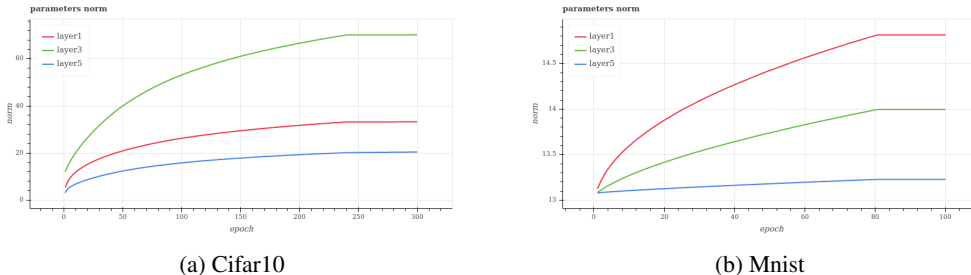 parameters norm
layer1
layer3
layer5
60
40
20
0
norm
0 50 100 150 200 250 300
epoch
(a) Cifar10
parameters norm
layer1
layer3
layer5
14.5
14
13.5
13
norm
0 20 40 60 80 100
epoch
(b) Mnist